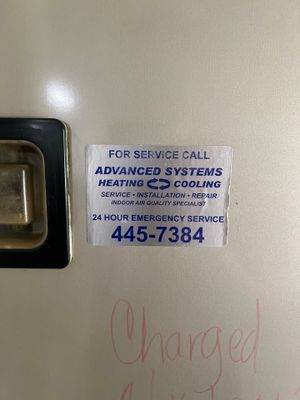 FOR SERVICE CALL
ADVANCED SYSTEMS
HEATING COOLING
SERVICE • INSTALLATION • REPAIR
INDOOR AIR QUALITY SPECIALIST
24 HOUR EMERGENCY SERVICE
445-7384
Charged